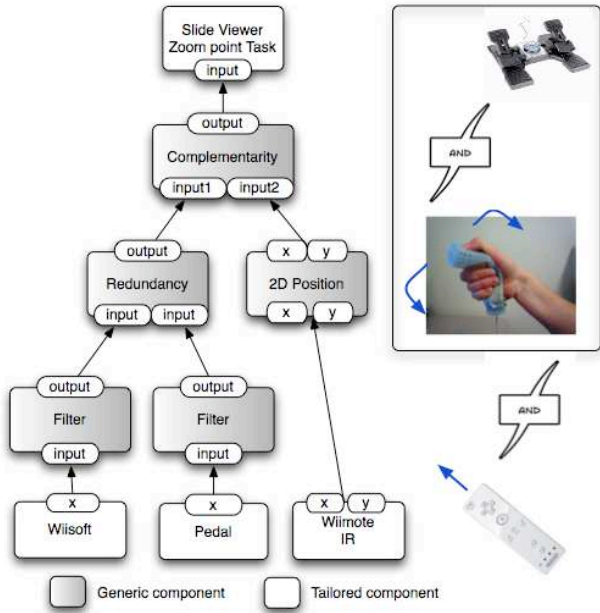 Slide Viewer
Zoom point Task
input
output
Complementarity
input1 input2
output
Redundancy
input input
x y
2D Position
x y
output
Filter
input
output
Filter
input
x
Wiisoft
x
Pedal
x y
Wiimote
IR
Generic component
Tailored component
AND
AND